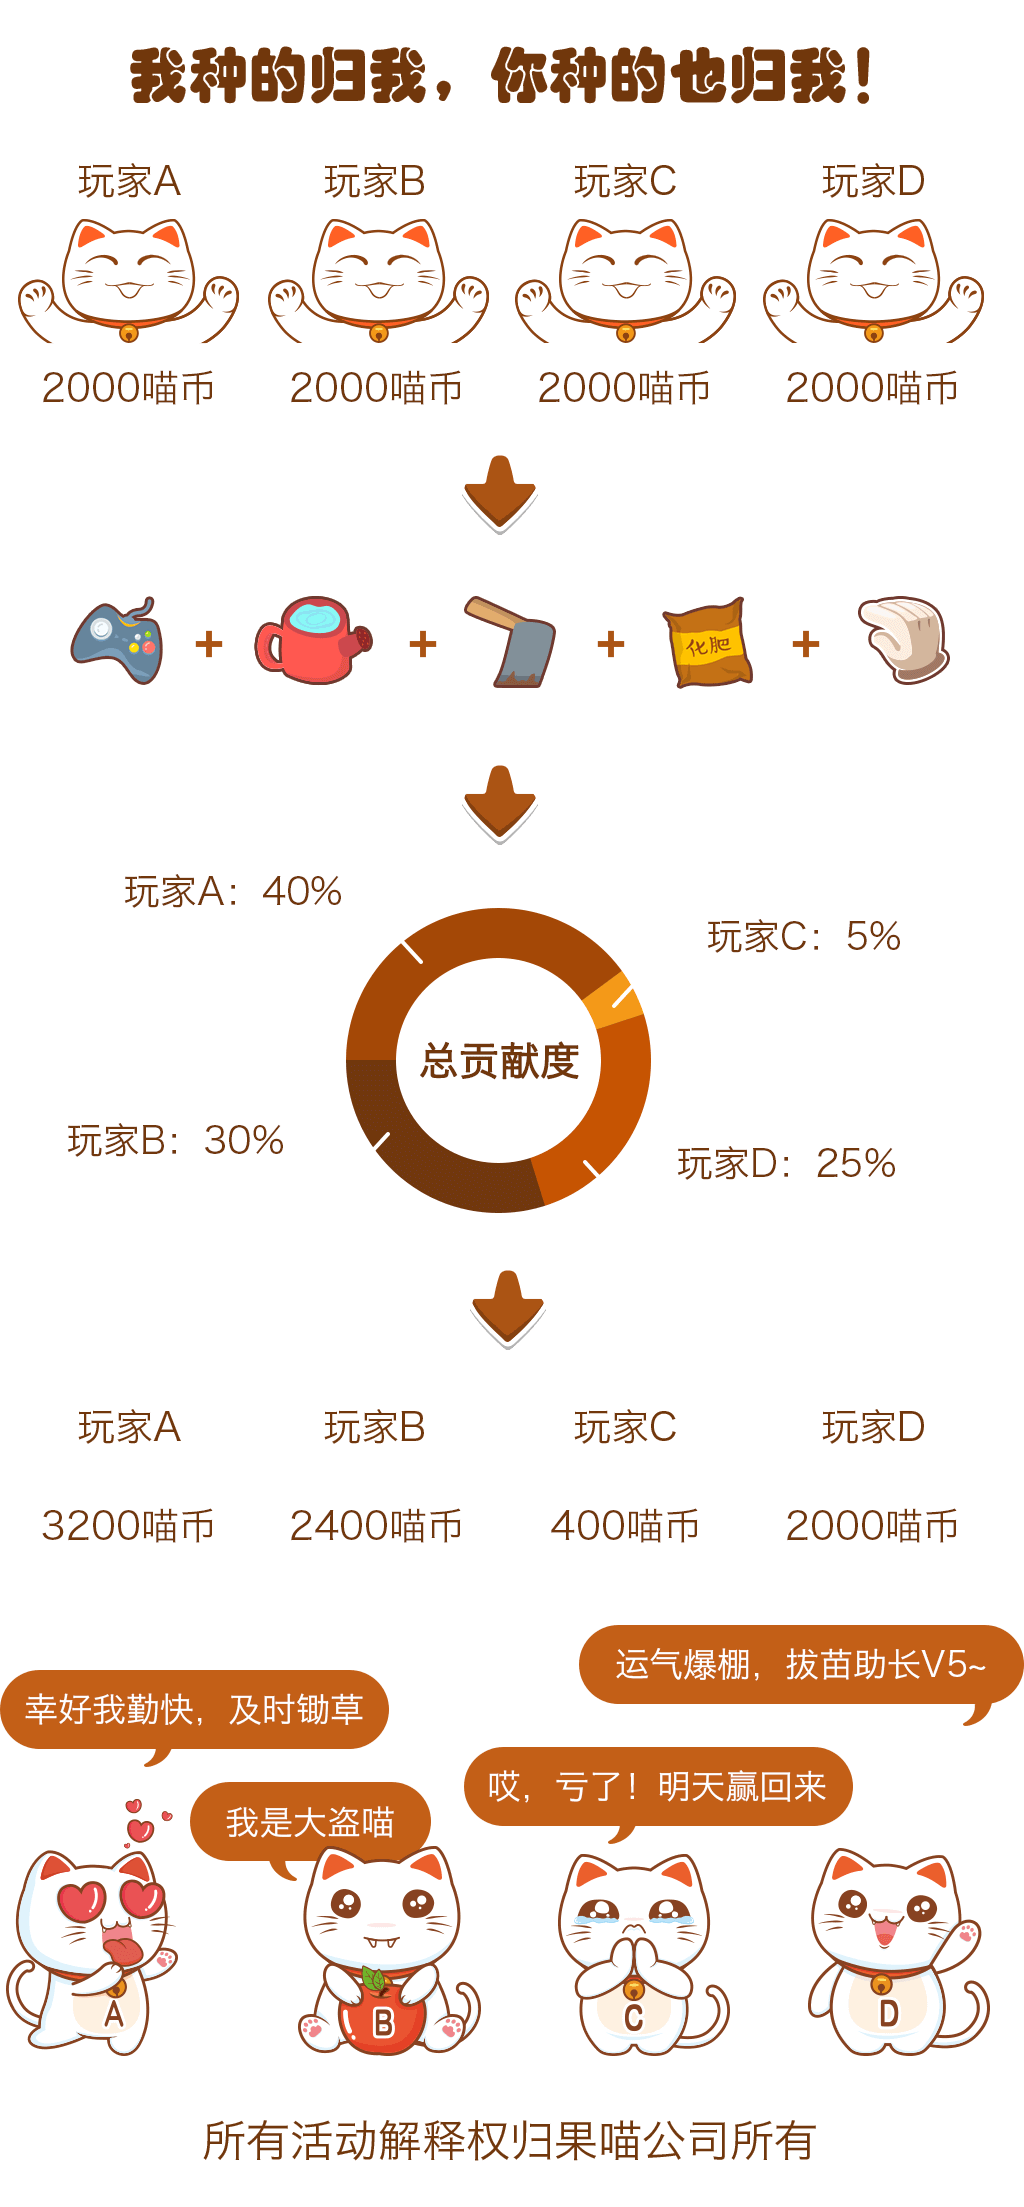 我种的归我，你种的也归我！
玩家A 玩家B 玩家C 玩家D
2000喵币 2000喵币 2000喵币 2000喵币
+ + 化肥 + +
玩家A：40%
玩家C：5%
总贡献度
玩家B：30%
玩家D：25%
玩家A 玩家B 玩家C 玩家D
3200喵币 2400喵币 400喵币 2000喵币
运气爆棚，拔苗助长V5~
幸好我勤快，及时锄草
哎，亏了！明天赢回来
我是大盗喵
A B C D
所有活动解释权归果喵公司所有